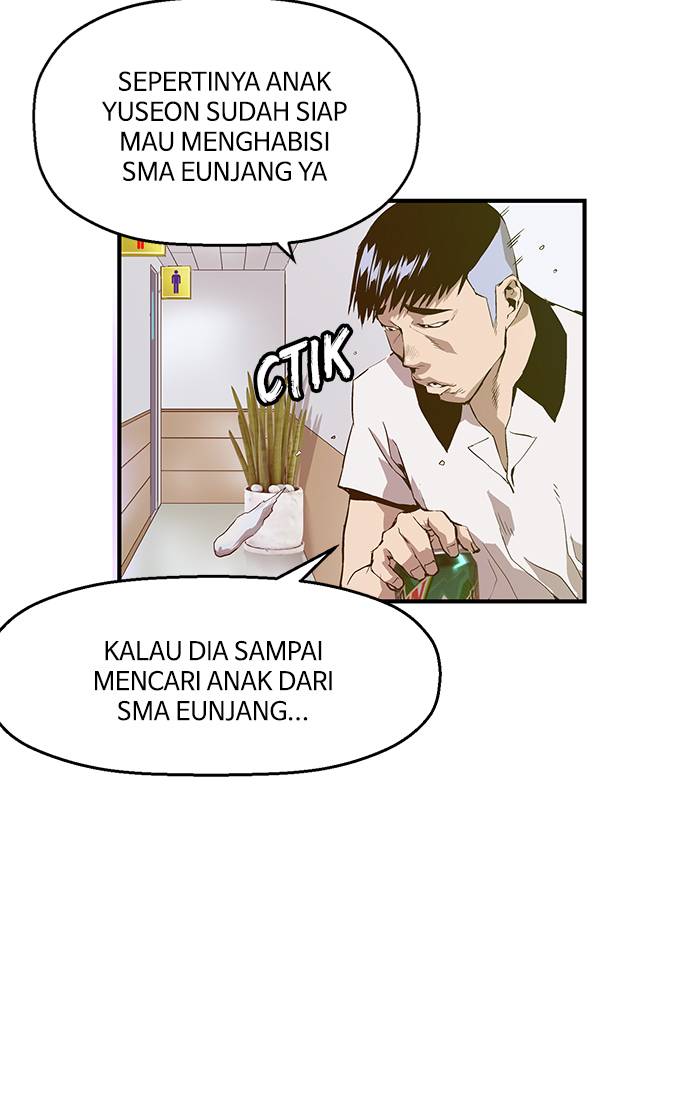 SEPERTINYA ANAK
YUSEON SUDAH SIAP
MAU MENGHABISI
SMA EUNJANG YA
CTIK
KALAU DIA SAMPAI
MENCARI ANAK DARI
SMA EUNJANG...